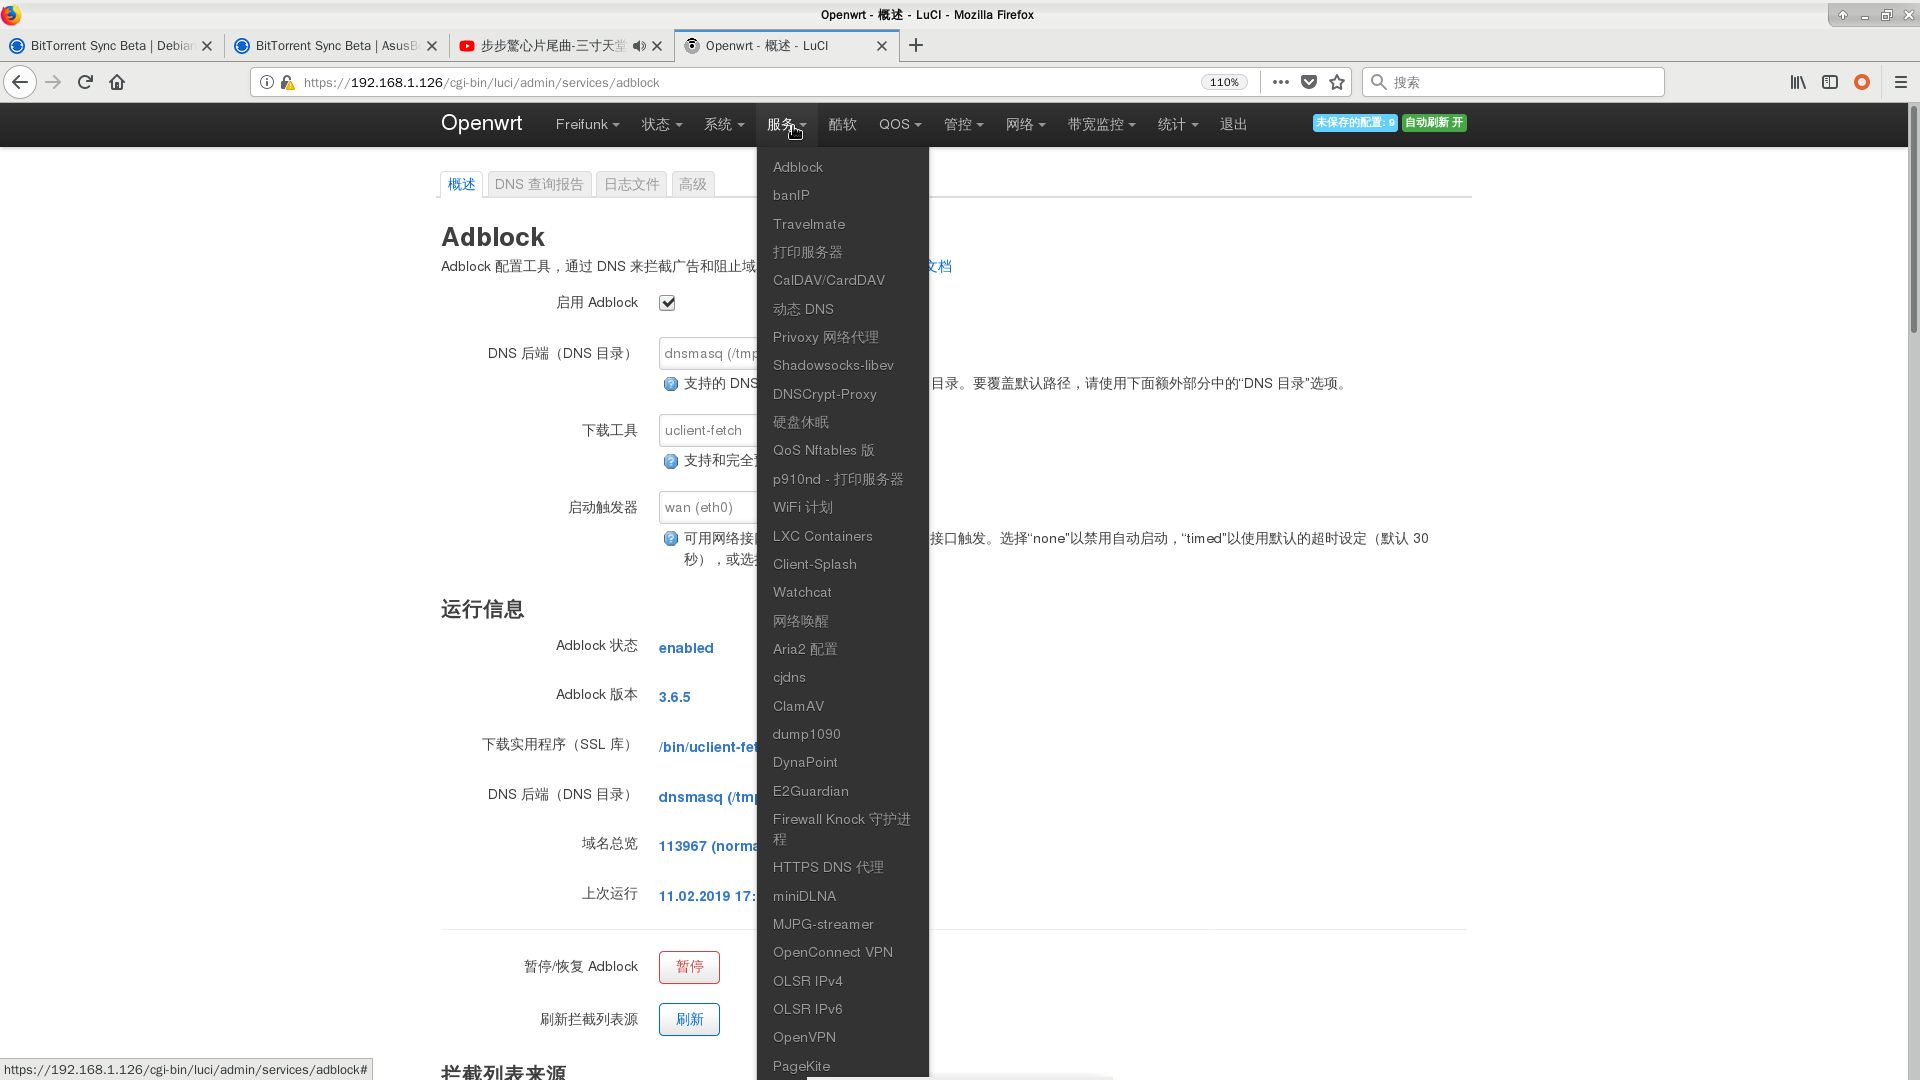 Openwrt - 概述 - LuCI - Mozilla Firefox
BitTorrent Sync Beta | Debian
BitTorrent Sync Beta | AsusB
步步驚心片尾曲-三寸天堂
Openwrt - 概述 - LuCI
https://192.168.1.126/cgi-bin/luci/admin/services/adblock
110%
搜索
Openwrt
Freifunk
状态
系统
服务
酷软
QOS
管控
网络
带宽监控
统计
退出
未保存的配置: 9
自动刷新 开
概述
DNS 查询报告
日志文件
高级
Adblock
Adblock 配置工具，通过 DNS 来拦截广告和阻止域
文档
启用 Adblock
DNS 后端（DNS 目录）
dnsmasq (/tmp
支持的 DNS
目录。要覆盖默认路径，请使用下面额外部分中的“DNS 目录”选项。
下载工具
uclient-fetch
支持和完全
启动触发器
wan (eth0)
可用网络接
接口触发。选择“none”以禁用自动启动，“timed”以使用默认的超时设定（默认 30
秒），或选
运行信息
Adblock 状态
enabled
Adblock 版本
3.6.5
下载实用程序（SSL 库）
/bin/uclient-fet
DNS 后端（DNS 目录）
dnsmasq (/tmp
域名总览
113967 (norma
上次运行
11.02.2019 17:
暂停/恢复 Adblock
暂停
刷新拦截列表源
刷新
拦截列表来源
Adblock
banIP
Travelmate
打印服务器
CalDAV/CardDAV
动态 DNS
Privoxy 网络代理
Shadowsocks-libev
DNSCrypt-Proxy
硬盘休眠
QoS Nftables 版
p910nd - 打印服务器
WiFi 计划
LXC Containers
Client-Splash
Watchcat
网络唤醒
Aria2 配置
cjdns
ClamAV
dump1090
DynaPoint
E2Guardian
Firewall Knock 守护进
程
HTTPS DNS 代理
miniDLNA
MJPG-streamer
OpenConnect VPN
OLSR IPv4
OLSR IPv6
OpenVPN
PageKite
https://192.168.1.126/cgi-bin/luci/admin/services/adblock#